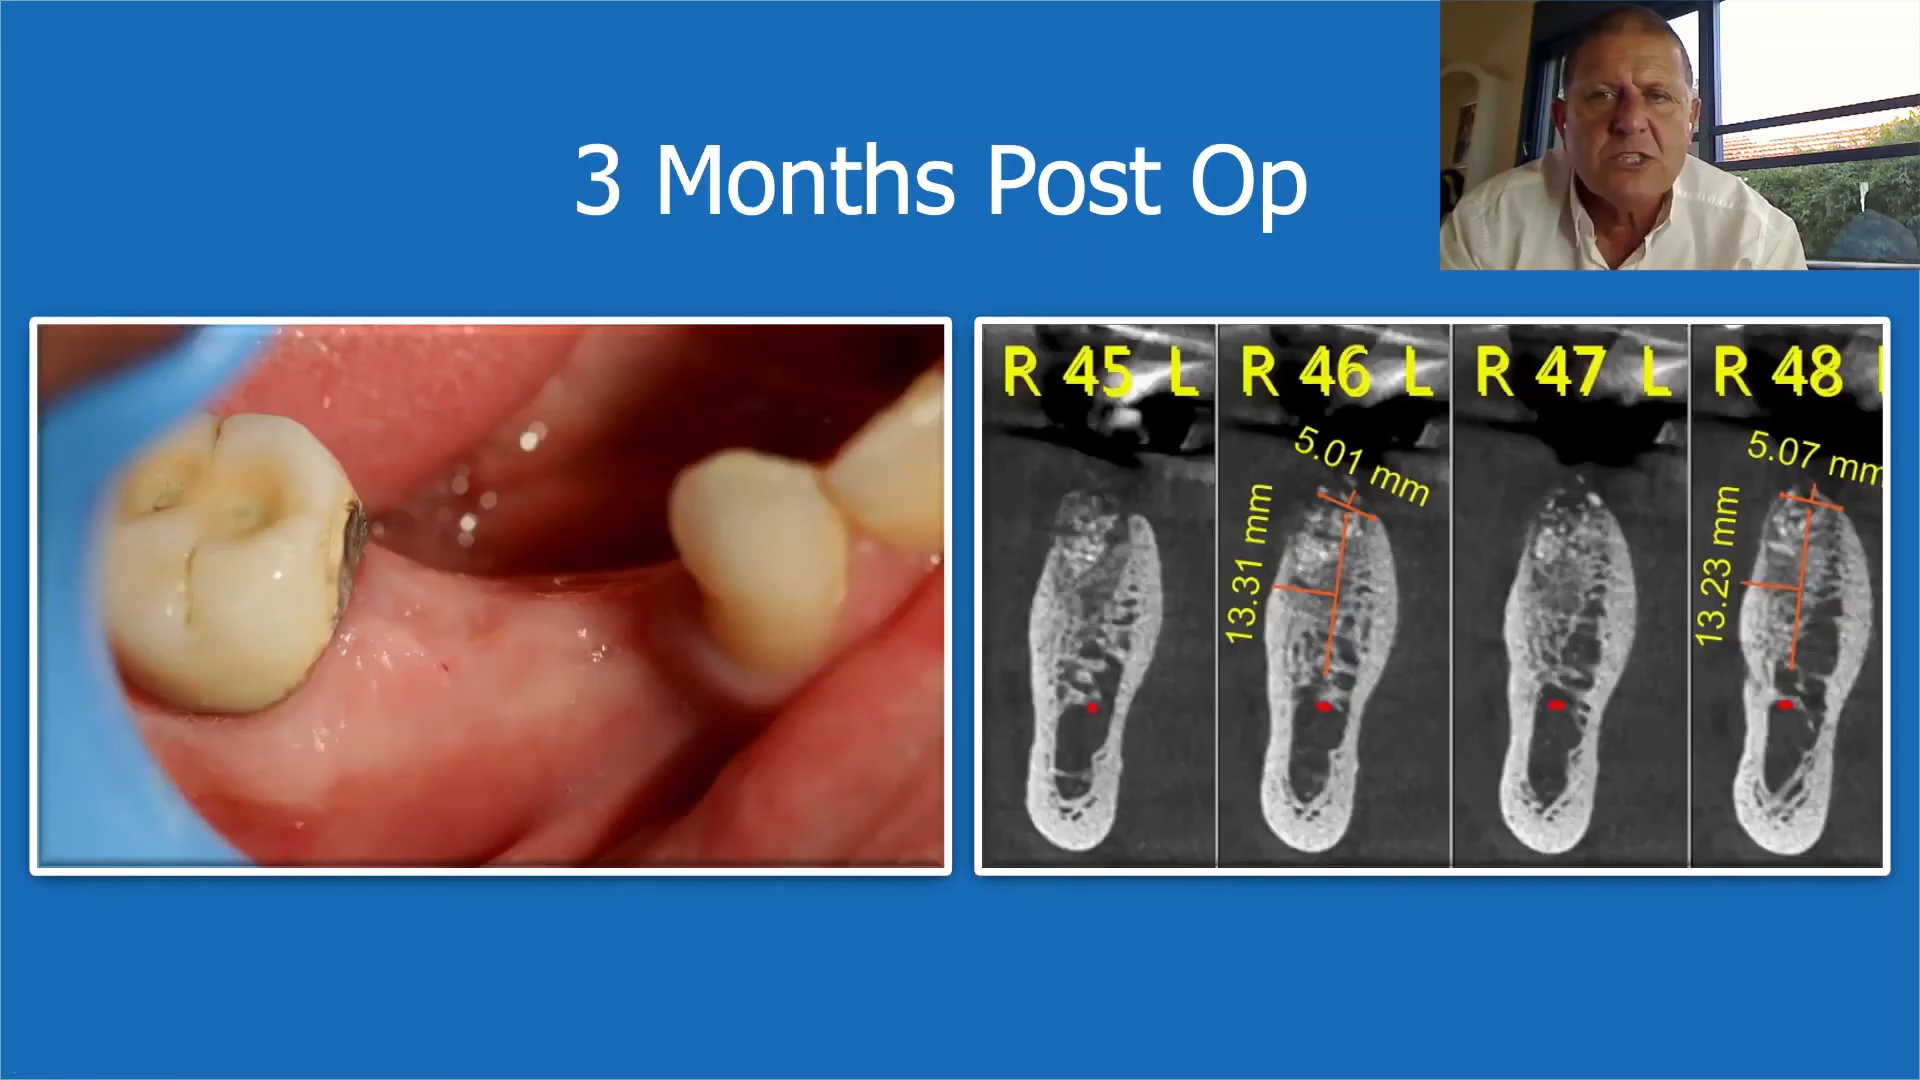 3 Months Post Op
R 45 L
R 46 L
R 47 L
R 48
5.01 mm
13.31 mm
5.07 mm
13.23 mm